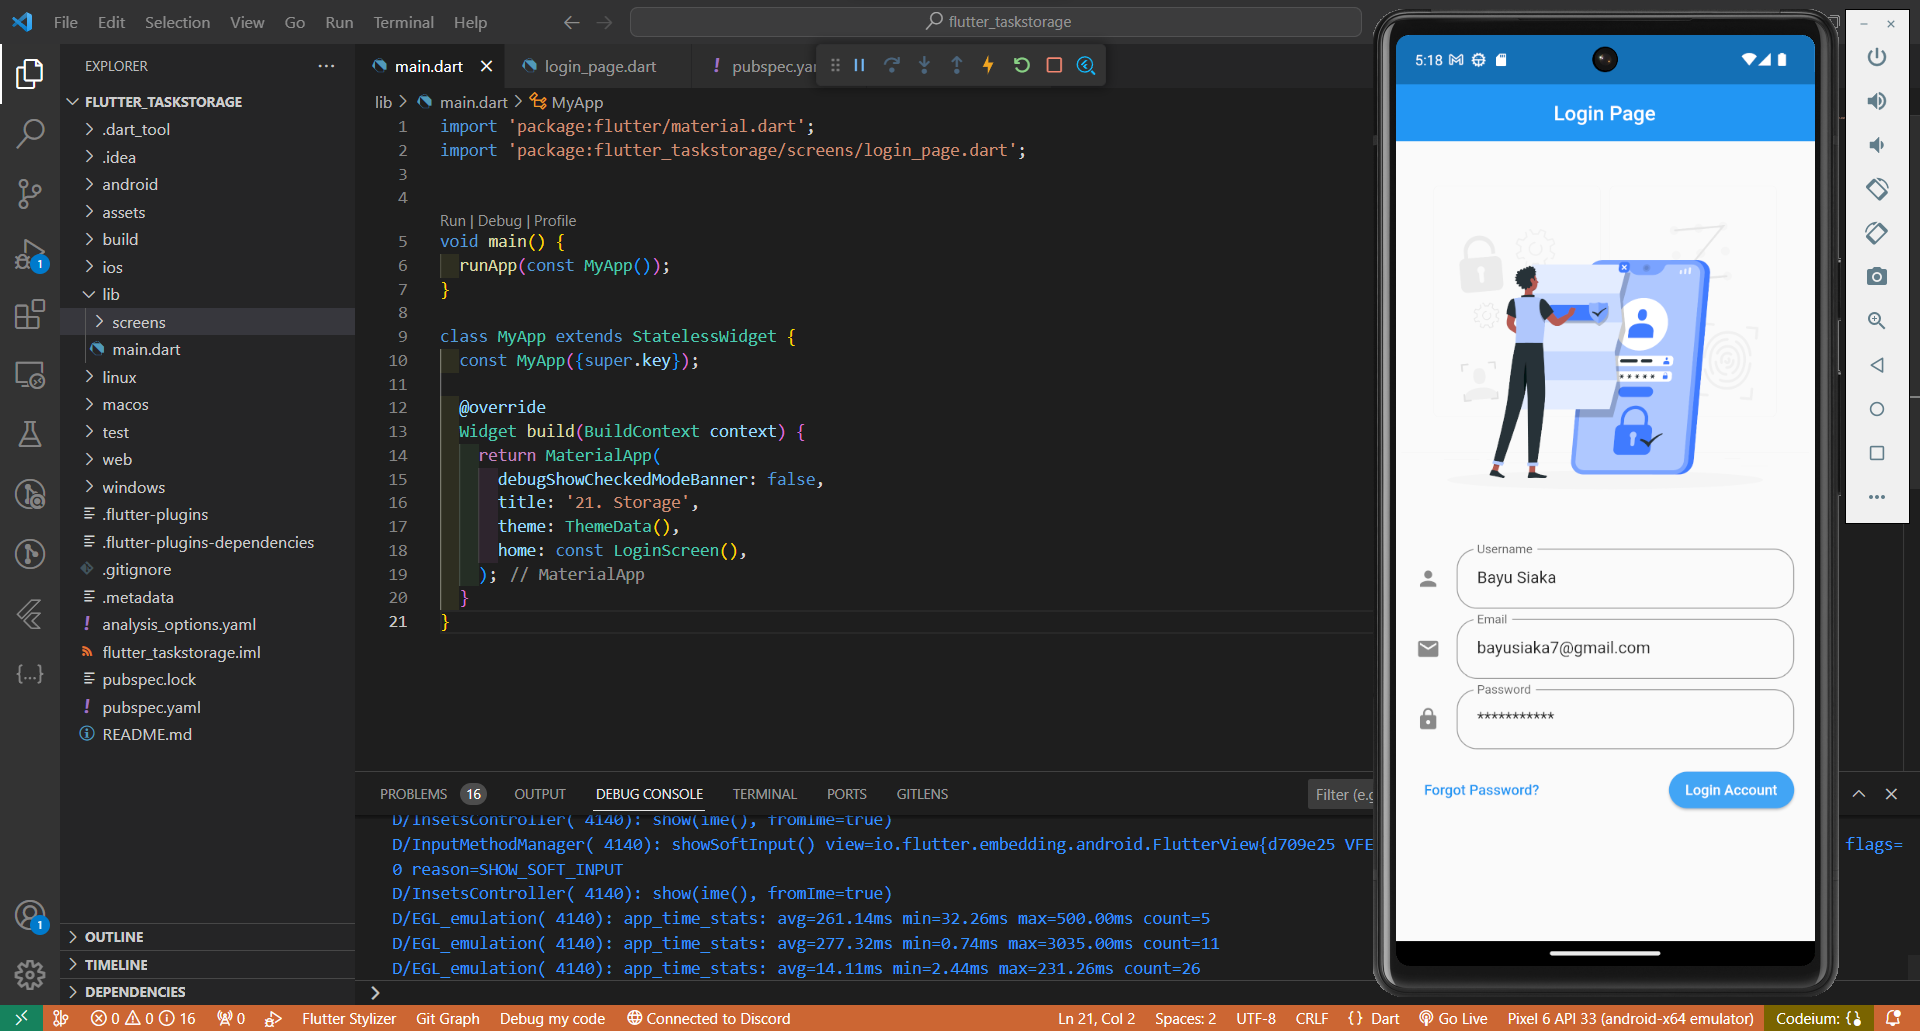 File Edit Selection View Go Run Terminal Help
flutter_taskstorage
EXPLORER
FLUTTER_TASKSTORAGE
.dart_tool
.idea
android
assets
build
ios
lib
screens
main.dart
linux
macos
test
web
windows
.flutter-plugins
.flutter-plugins-dependencies
.gitignore
.metadata
analysis_options.yaml
flutter_taskstorage.iml
pubspec.lock
pubspec.yaml
README.md
OUTLINE
TIMELINE
DEPENDENCIES
1
1
main.dart
login_page.dart
! pubspec.yar
lib > main.dart > MyApp
1 import 'package:flutter/material.dart';
2 import 'package:flutter_taskstorage/screens/login_page.dart';
3
4
Run | Debug | Profile
5 void main() {
6 runApp(const MyApp());
7 }
8
9 class MyApp extends StatelessWidget {
10 const MyApp({super.key});
11
12 @override
13 Widget build(BuildContext context) {
14 return MaterialApp(
15 debugShowCheckedModeBanner: false,
16 title: '21. Storage',
17 theme: ThemeData(),
18 home: const LoginScreen(),
19 ); // MaterialApp
20 }
21 }
PROBLEMS 16 OUTPUT DEBUG CONSOLE TERMINAL PORTS GITLENS
Filter (e.g
D/InsetsController( 4140): show(ime(), fromIme=true)
D/InputMethodManager( 4140): showSoftInput() view=io.flutter.embedding.android.FlutterView{d709e25 VFE flags=
0 reason=SHOW_SOFT_INPUT
D/InsetsController( 4140): show(ime(), fromIme=true)
D/EGL_emulation( 4140): app_time_stats: avg=261.14ms min=32.26ms max=500.00ms count=5
D/EGL_emulation( 4140): app_time_stats: avg=277.32ms min=0.74ms max=3035.00ms count=11
D/EGL_emulation( 4140): app_time_stats: avg=14.11ms min=2.44ms max=231.26ms count=26
5:18
Login Page
Username
Bayu Siaka
Email
bayusiaka7@gmail.com
Password
***********
Forgot Password?
Login Account
0 0 16 0 Flutter Stylizer Git Graph Debug my code Connected to Discord Ln 21, Col 2 Spaces: 2 UTF-8 CRLF {} Dart Go Live Pixel 6 API 33 (android-x64 emulator) Codeium: {}